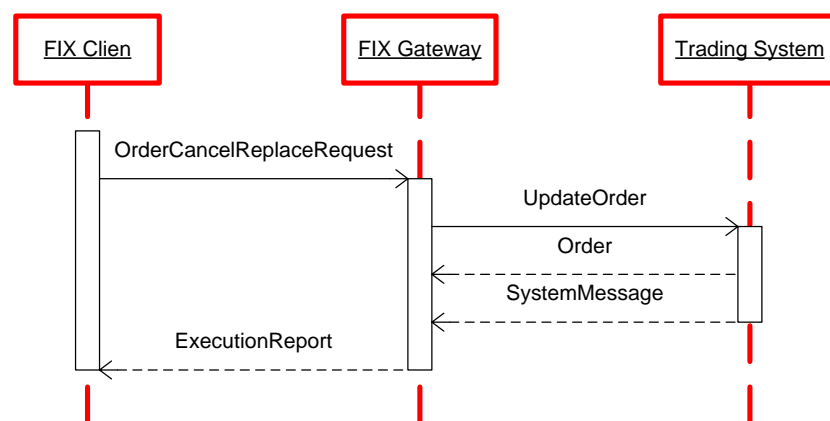 FIX Clien
FIX Gateway
Trading System
OrderCancelReplaceRequest
UpdateOrder
Order
SystemMessage
ExecutionReport